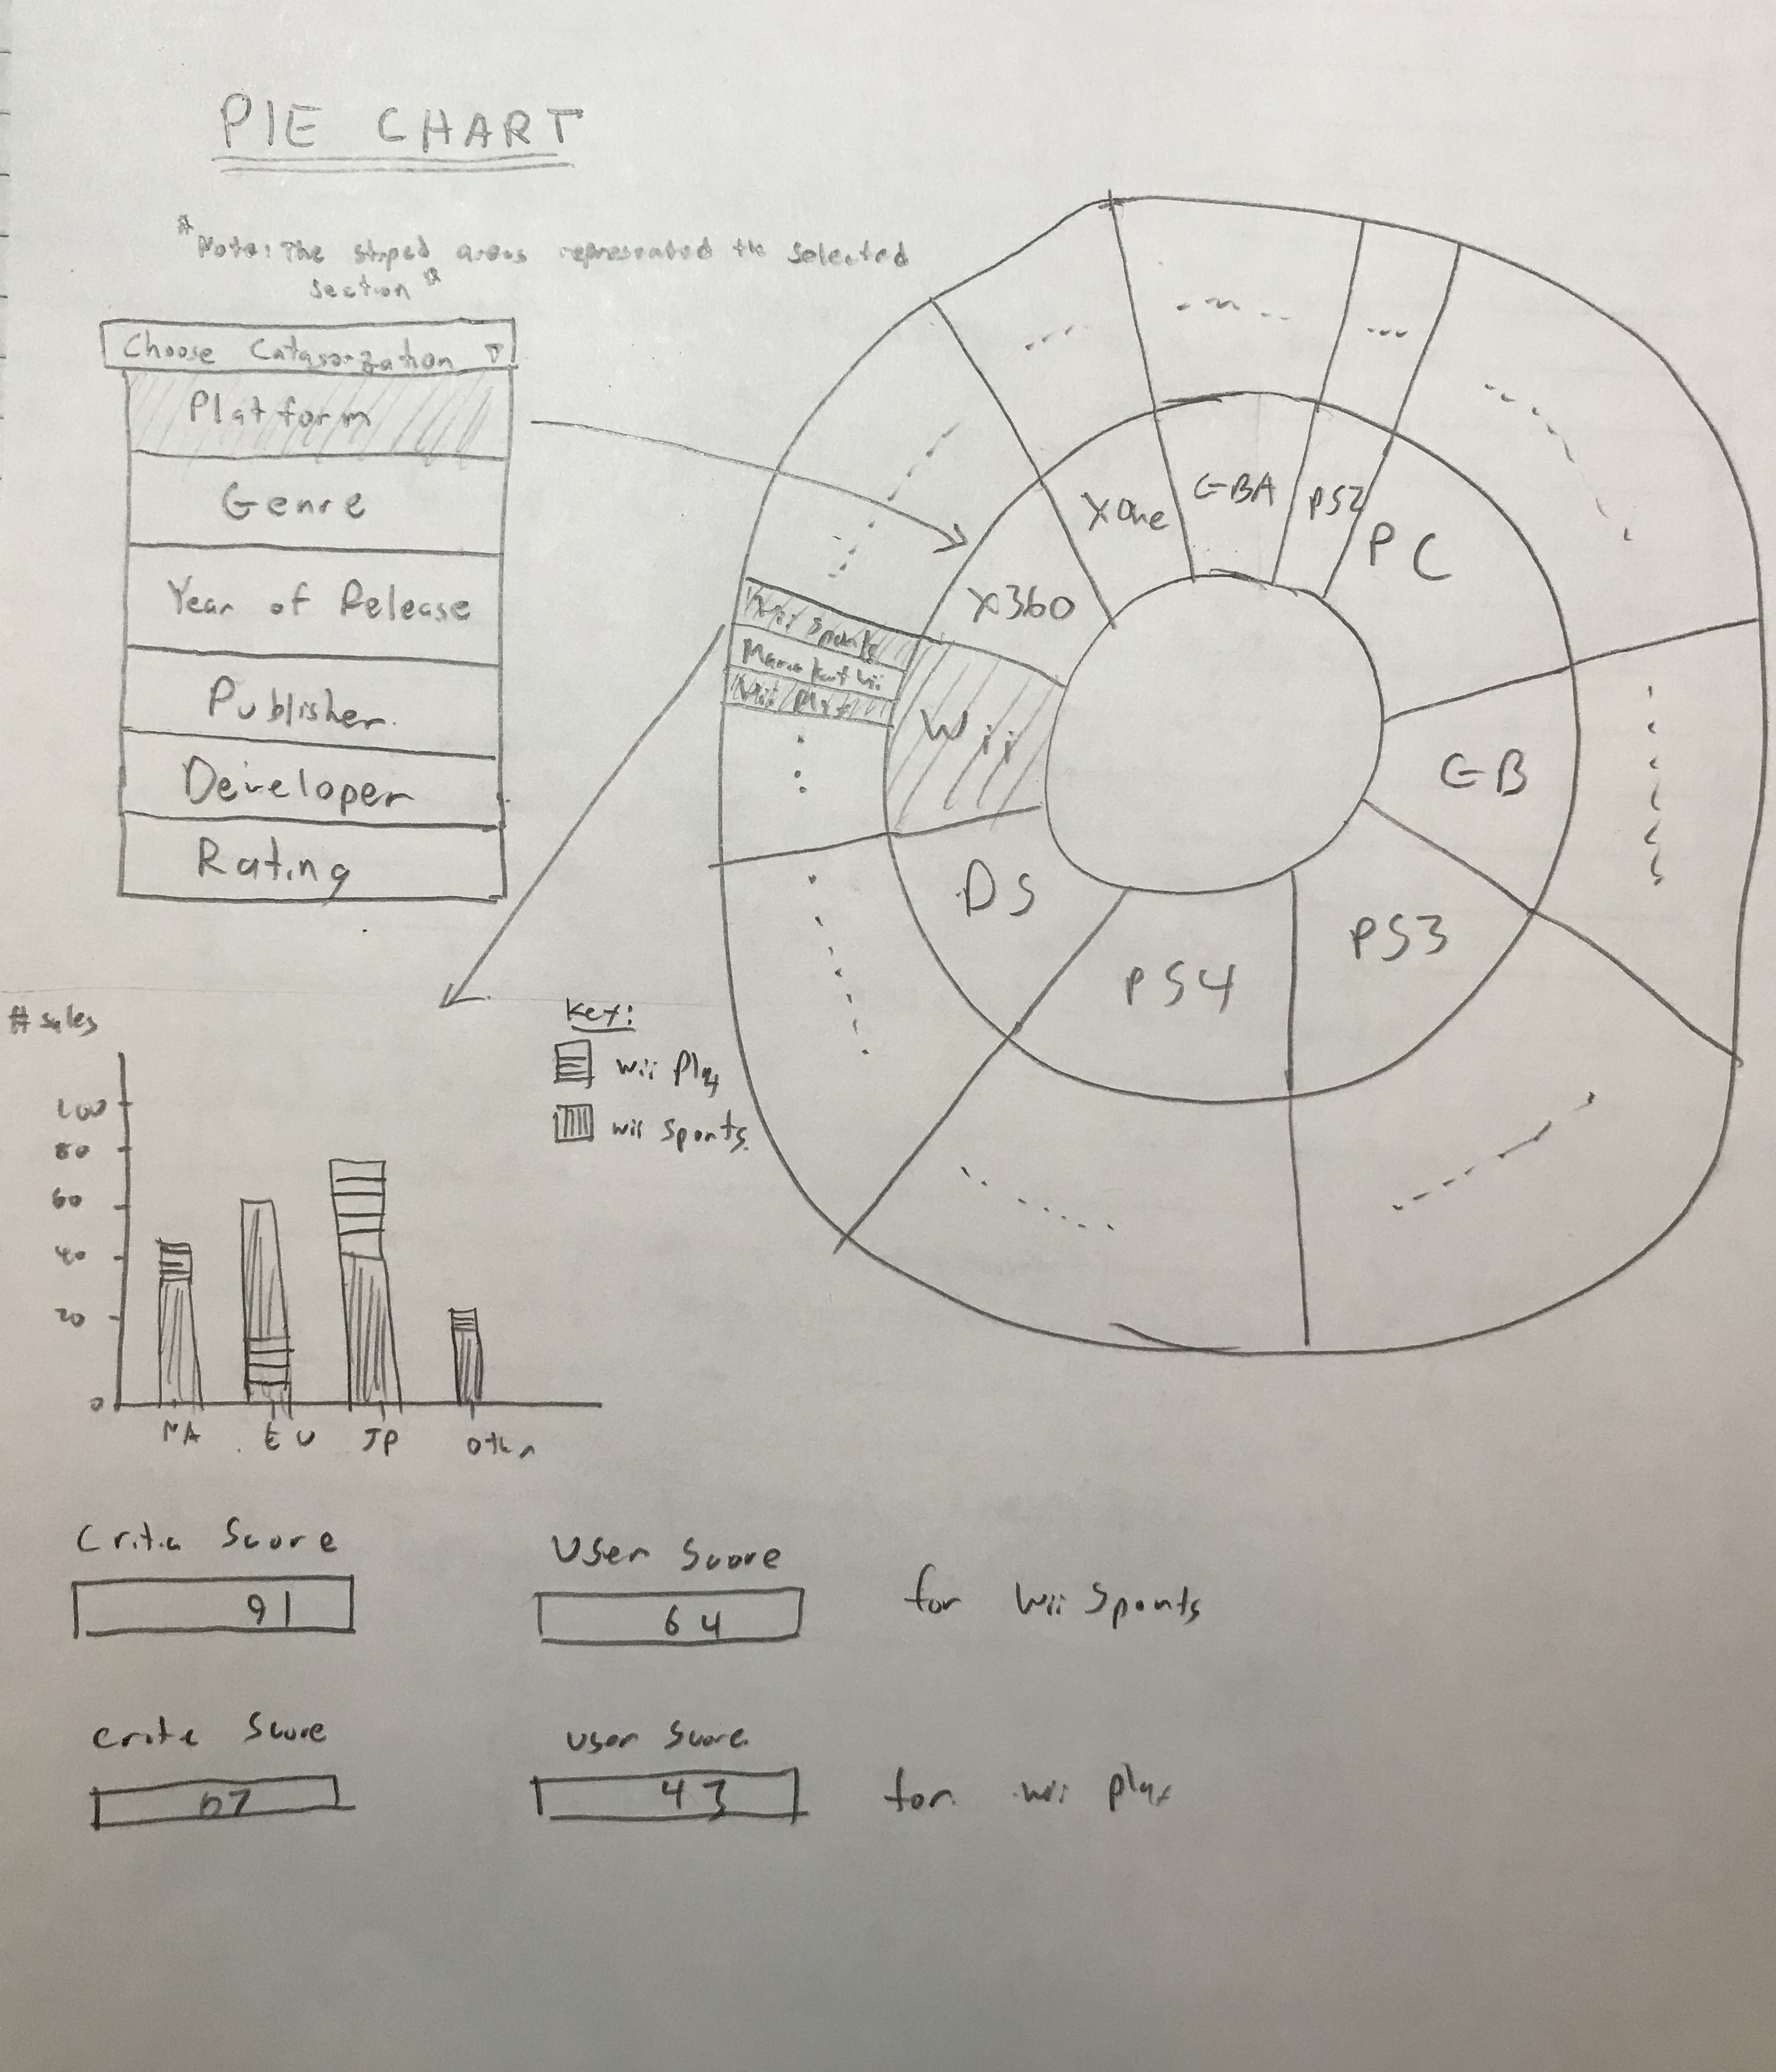 PIE CHART
*Note: The striped areas represented the selected
section*
Choose Catagorzation ▽
Platform
Genre
Year of Release
Publisher.
Developer
Rating
XOne
GBA
PS2
PC
X360
Wii Sports
Mario Kart Wii
Wii Play
Wii
GB
DS
PS4
PS3
# sales
100
80
60
40
20
0
NA
EU
JP
Other
Key:
Wii Play
Wii Sports
Critic Score
User Score
91
64
for Wii Sports
Critic Score
User Score
43
for Wii Play